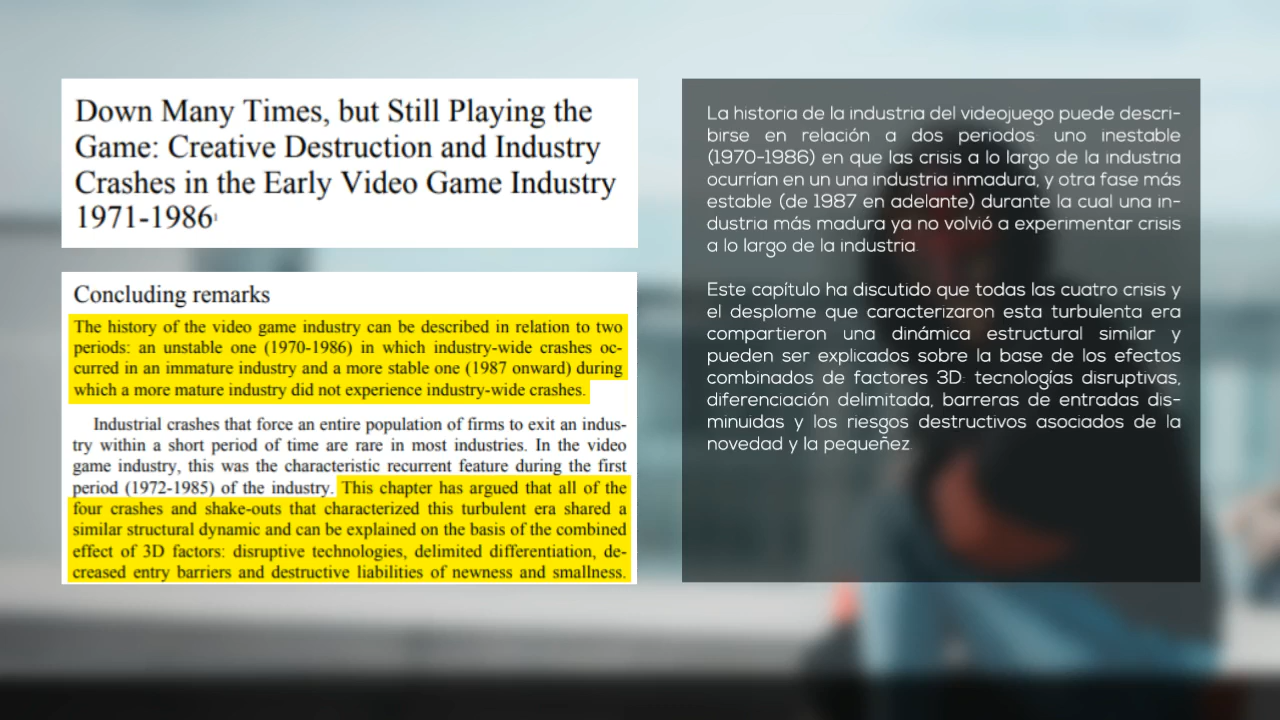 Down Many Times, but Still Playing the
Game: Creative Destruction and Industry
Crashes in the Early Video Game Industry
1971-1986¹
Concluding remarks
The history of the video game industry can be described in relation to two
periods: an unstable one (1970-1986) in which industry-wide crashes oc-
curred in an immature industry and a more stable one (1987 onward) during
which a more mature industry did not experience industry-wide crashes.
Industrial crashes that force an entire population of firms to exit an indus-
try within a short period of time are rare in most industries. In the video
game industry, this was the characteristic recurrent feature during the first
period (1972-1985) of the industry. This chapter has argued that all of the
four crashes and shake-outs that characterized this turbulent era shared a
similar structural dynamic and can be explained on the basis of the combined
effect of 3D factors: disruptive technologies, delimited differentiation, de-
creased entry barriers and destructive liabilities of newness and smallness.
La historia de la industria del videojuego puede descri-
birse en relación a dos periodos: uno inestable
(1970-1986) en que las crisis a lo largo de la industria
ocurrían en un una industria inmadura, y otra fase más
estable (de 1987 en adelante) durante la cual una in-
dustria más madura ya no volvió a experimentar crisis
a lo largo de la industria.
Este capítulo ha discutido que todas las cuatro crisis y
el desplome que caracterizaron esta turbulenta era
compartieron una dinámica estructural similar y
pueden ser explicados sobre la base de los efectos
combinados de factores 3D: tecnologías disruptivas,
diferenciación delimitada, barreras de entradas dis-
minuidas y los riesgos destructivos asociados de la
novedad y la pequeñez.